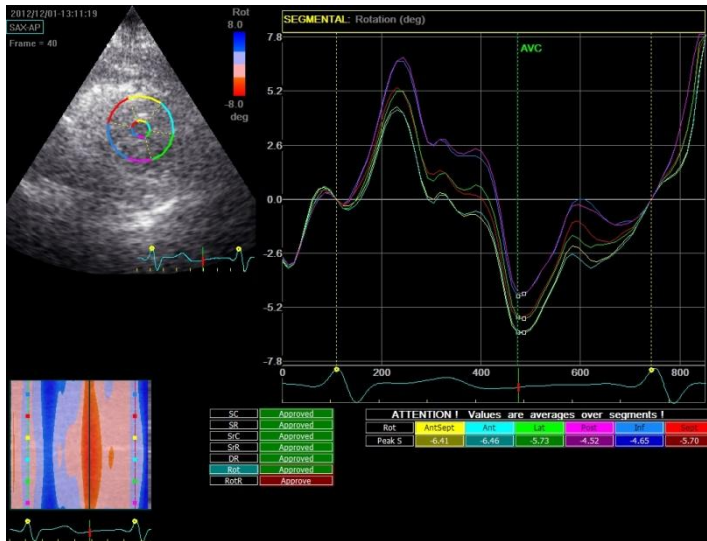 2012/12/01-13:11:19
SAX-AP
Frame = 40
Rot
8.0
-8.0
deg
SEGMENTAL: Rotation (deg)
AVC
7.8
5.2
2.6
0.0
-2.6
-5.2
-7.8
0
200
400
600
800
SC Approved
SR Approved
SrC Approved
SrR Approved
DR Approved
Rot Approved
RotR Approve
ATTENTION ! Values are averages over segments !
Rot AntSept Ant Lat Post Inf Sept
Peak S -6.41 -6.46 -5.73 -4.52 -4.65 -5.70